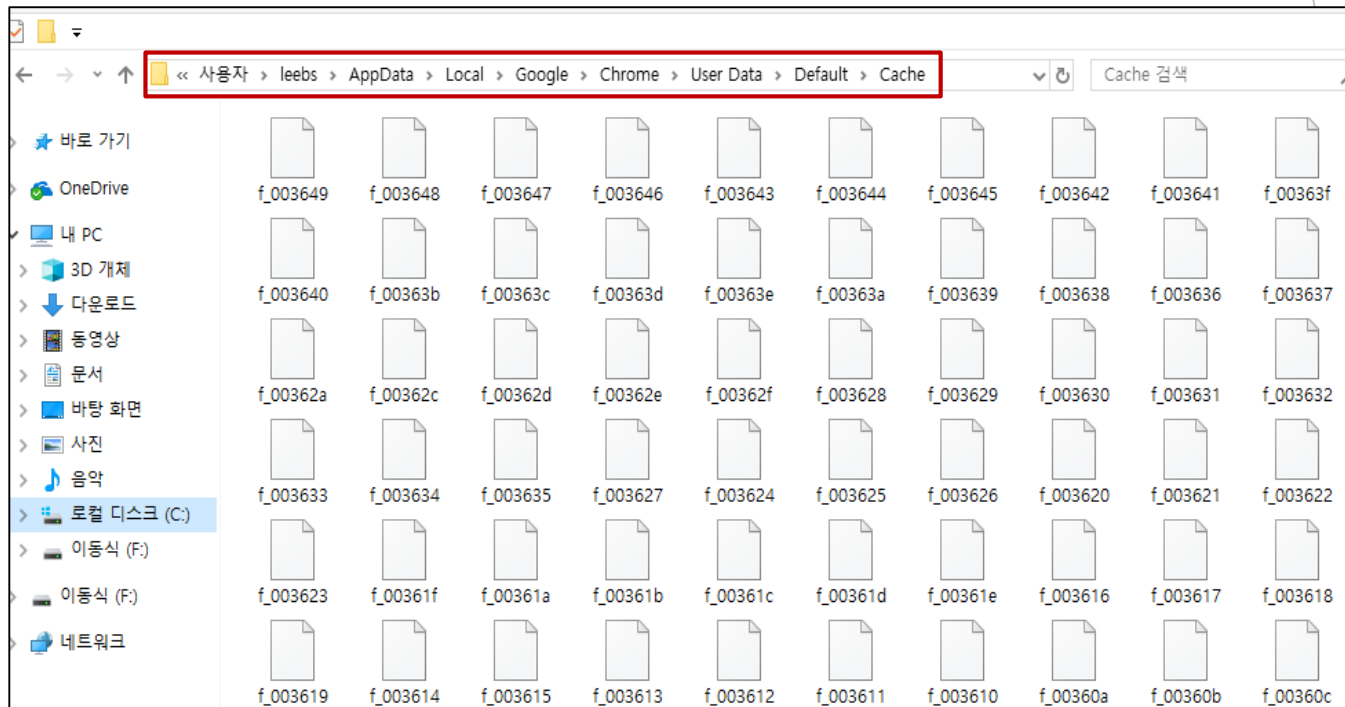 « 사용자 › leebs › AppData › Local › Google › Chrome › User Data › Default › Cache
Cache 검색
바로 가기
OneDrive
내 PC
3D 개체
다운로드
동영상
문서
바탕 화면
사진
음악
로컬 디스크 (C:)
이동식 (F:)
이동식 (F:)
네트워크
f_003649 f_003648 f_003647 f_003646 f_003643 f_003644 f_003645 f_003642 f_003641 f_00363f
f_003640 f_00363b f_00363c f_00363d f_00363e f_00363a f_003639 f_003638 f_003636 f_003637
f_00362a f_00362c f_00362d f_00362e f_00362f f_003628 f_003629 f_003630 f_003631 f_003632
f_003633 f_003634 f_003635 f_003627 f_003624 f_003625 f_003626 f_003620 f_003621 f_003622
f_003623 f_00361f f_00361a f_00361b f_00361c f_00361d f_00361e f_003616 f_003617 f_003618
f_003619 f_003614 f_003615 f_003613 f_003612 f_003611 f_003610 f_00360a f_00360b f_00360c